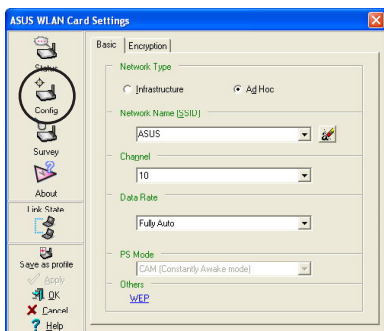 ASUS WLAN Card Settings
Status
Config
Survey
About
Link State
Save as profile
Apply
OK
Cancel
Help
Basic
Encryption
Network Type
Infrastructure
Ad Hoc
Network Name (SSID)
ASUS
Channel
10
Data Rate
Fully Auto
PS Mode
CAM (Constantly Awake mode)
Others
WEP